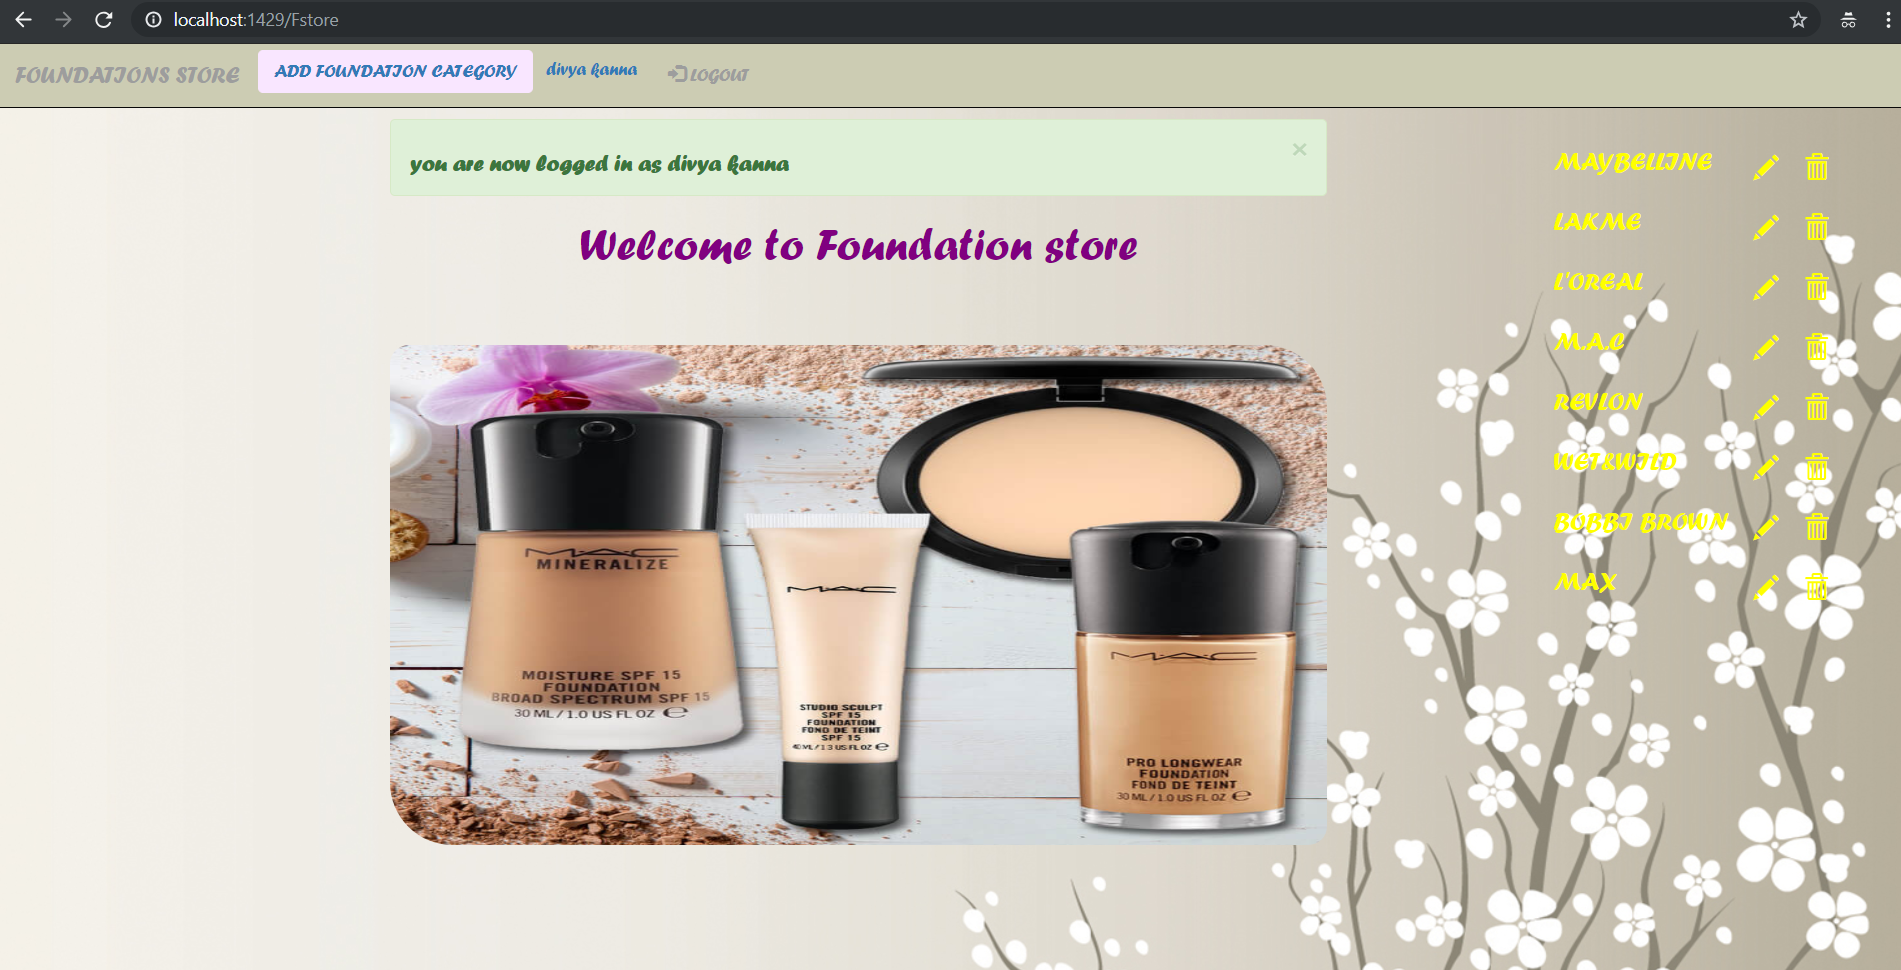 localhost:1429/Fstore
FOUNDATIONS STORE
ADD FOUNDATION CATEGORY
divya kanna
LOGOUT
you are now logged in as divya kanna
×
Welcome to Foundation store
MAYBELLINE
LAKME
L'OREAL
M.A.C
REVLON
WET&WILD
BOBBI BROWN
MAX
M·A·C
MINERALIZE
MOISTURE SPF 15
FOUNDATION
BROAD SPECTRUM SPF 15
30 ML / 1.0 US FL OZ ℮
M·A·C
STUDIO SCULPT
SPF 15
FOUNDATION
FOND DE TEINT
SPF 15
40 ML/1.3 US FL OZ ℮
M·A·C
PRO LONGWEAR
FOUNDATION
FOND DE TEINT
30 ML / 1.0 US FL OZ ℮